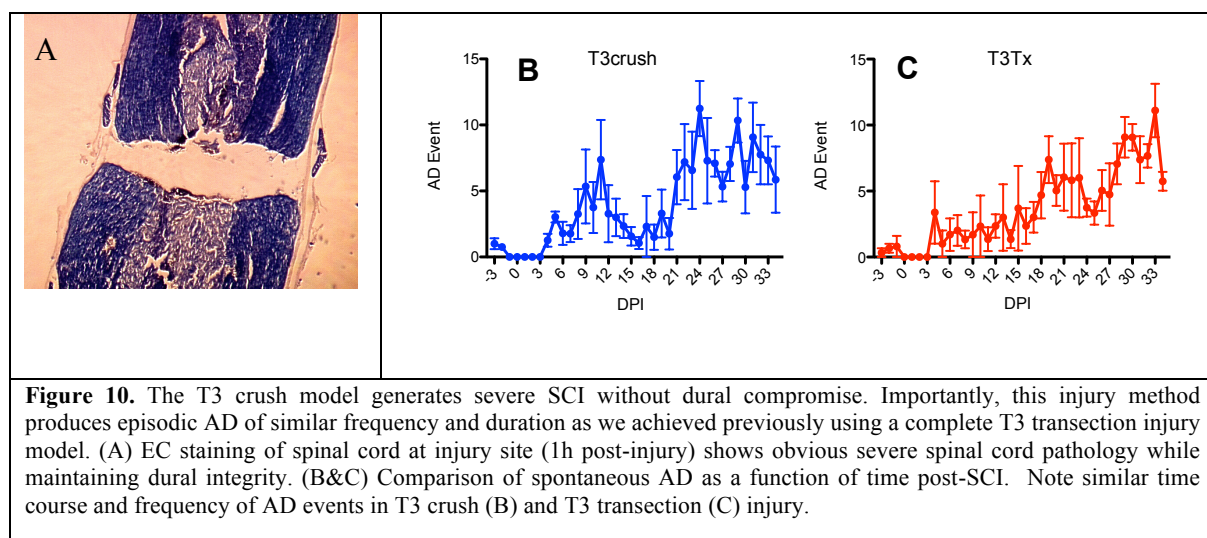 A
B
T3crush
15
10
5
0
AD Event
-3
0
3
6
9
12
15
18
21
24
27
30
33
DPI
C
T3Tx
15
10
5
0
AD Event
-3
0
3
6
9
12
15
18
21
24
27
30
33
DPI
Figure 10. The T3 crush model generates severe SCI without dural compromise. Importantly, this injury method
produces episodic AD of similar frequency and duration as we achieved previously using a complete T3 transection injury
model. (A) EC staining of spinal cord at injury site (1h post-injury) shows obvious severe spinal cord pathology while
maintaining dural integrity. (B&C) Comparison of spontaneous AD as a function of time post-SCI. Note similar time
course and frequency of AD events in T3 crush (B) and T3 transection (C) injury.